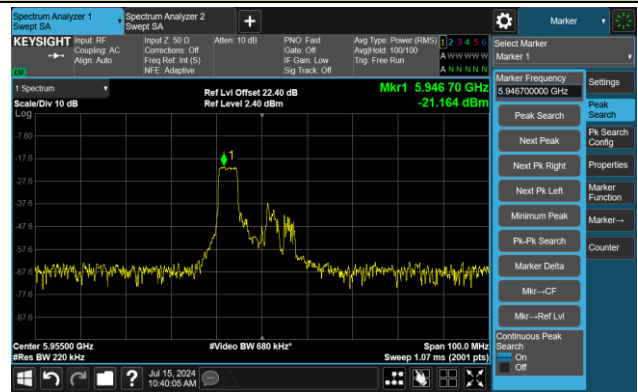 Spectrum Analyzer 1
Swept SA
Spectrum Analyzer 2
Swept SA
+
Marker
KEYSIGHT
Input: RF
Coupling: AC
Align: Auto
Input Z: 50 Ω
Corrections: Off
Freq Ref: Int (S)
NFE: Adaptive
Atten: 10 dB
PNO: Fast
Gate: Off
IF Gain: Low
Sig Track: Off
Avg Type: Power (RMS)
Avg|Hold: 100/100
Trig: Free Run
1 2 3 4 5 6
A W W W W W
A N N N N N
Select Marker
Marker 1
1 Spectrum
Scale/Div 10 dB
Log
Ref Lvl Offset 22.40 dB
Ref Level 2.40 dBm
Mkr1 5.946 70 GHz
-21.164 dBm
-7.60
-17.6
-27.6
-37.6
-47.6
-57.6
-67.6
-77.6
-87.6
1
Center 5.95500 GHz
#Res BW 220 kHz
#Video BW 680 kHz*
Span 100.0 MHz
Sweep 1.07 ms (2001 pts)
Marker Frequency
5.946700000 GHz
Peak Search
Next Peak
Next Pk Right
Next Pk Left
Minimum Peak
Pk-Pk Search
Marker Delta
Mkr→CF
Mkr→Ref Lvl
Continuous Peak
Search
On
Off
Settings
Peak
Search
Pk Search
Config
Properties
Marker
Function
Marker→
Counter
?
Jul 15, 2024
10:40:05 AM